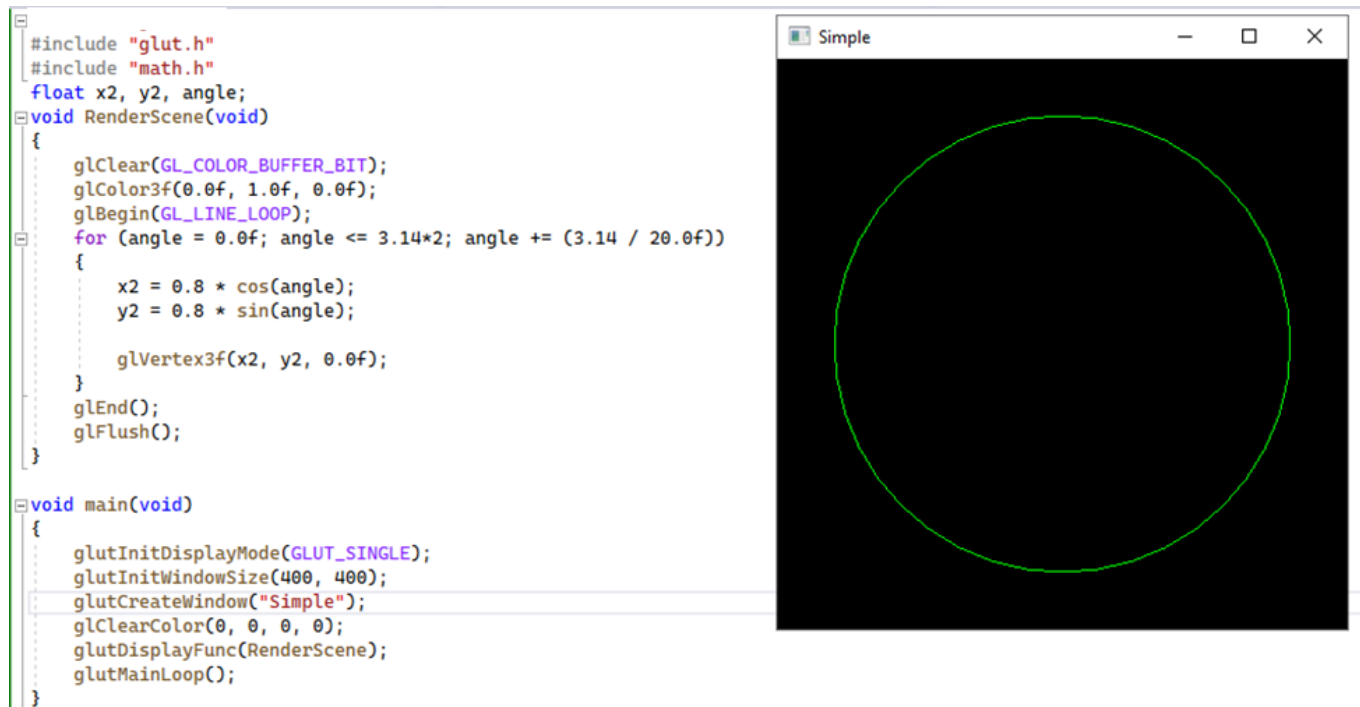 #include "glut.h"
#include "math.h"
float x2, y2, angle;
void RenderScene(void)
{
glClear(GL_COLOR_BUFFER_BIT);
glColor3f(0.0f, 1.0f, 0.0f);
glBegin(GL_LINE_LOOP);
for (angle = 0.0f; angle <= 3.14*2; angle += (3.14 / 20.0f))
{
x2 = 0.8 * cos(angle);
y2 = 0.8 * sin(angle);
glVertex3f(x2, y2, 0.0f);
}
glEnd();
glFlush();
}
void main(void)
{
glutInitDisplayMode(GLUT_SINGLE);
glutInitWindowSize(400, 400);
glutCreateWindow("Simple");
glClearColor(0, 0, 0, 0);
glutDisplayFunc(RenderScene);
glutMainLoop();
}
Simple